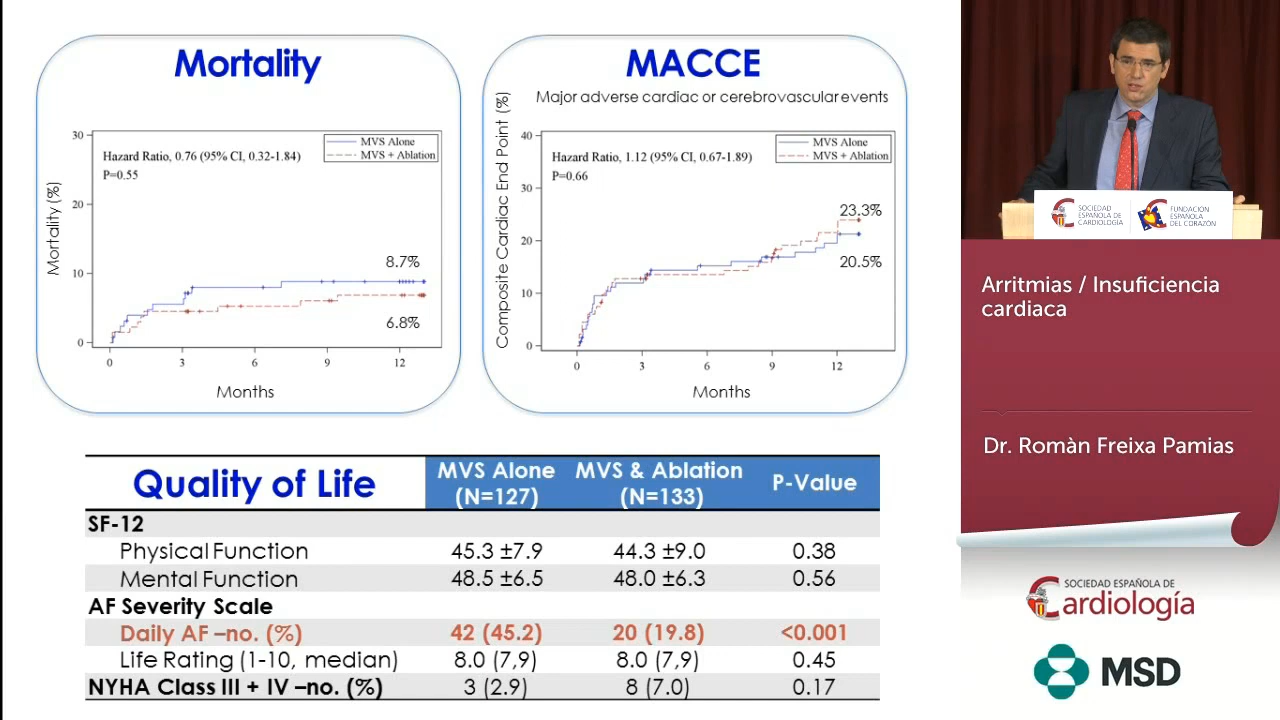 Mortality
30
20
10
0
Mortality (%)
Hazard Ratio, 0.76 (95% CI, 0.32-1.84)
P=0.55
MVS Alone
MVS + Ablation
8.7%
6.8%
0 3 6 9 12
Months
MACCE
Major adverse cardiac or cerebrovascular events
Composite Cardiac End Point (%)
40
30
20
10
0
Hazard Ratio, 1.12 (95% CI, 0.67-1.89)
P=0.66
MVS Alone
MVS + Ablation
23.3%
20.5%
0 3 6 9 12
Months
Quality of Life MVS Alone (N=127) MVS & Ablation (N=133) P-Value
SF-12
Physical Function 45.3 ±7.9 44.3 ±9.0 0.38
Mental Function 48.5 ±6.5 48.0 ±6.3 0.56
AF Severity Scale
Daily AF –no. (%) 42 (45.2) 20 (19.8) <0.001
Life Rating (1-10, median) 8.0 (7,9) 8.0 (7,9) 0.45
NYHA Class III + IV –no. (%) 3 (2.9) 8 (7.0) 0.17
SOCIEDAD
ESPAÑOLA DE
CARDIOLOGÍA
FUNDACIÓN
ESPAÑOLA
DEL CORAZÓN
Arritmias / Insuficiencia
cardiaca
Dr. Romàn Freixa Pamias
SOCIEDAD ESPAÑOLA DE
Cardiología
MSD